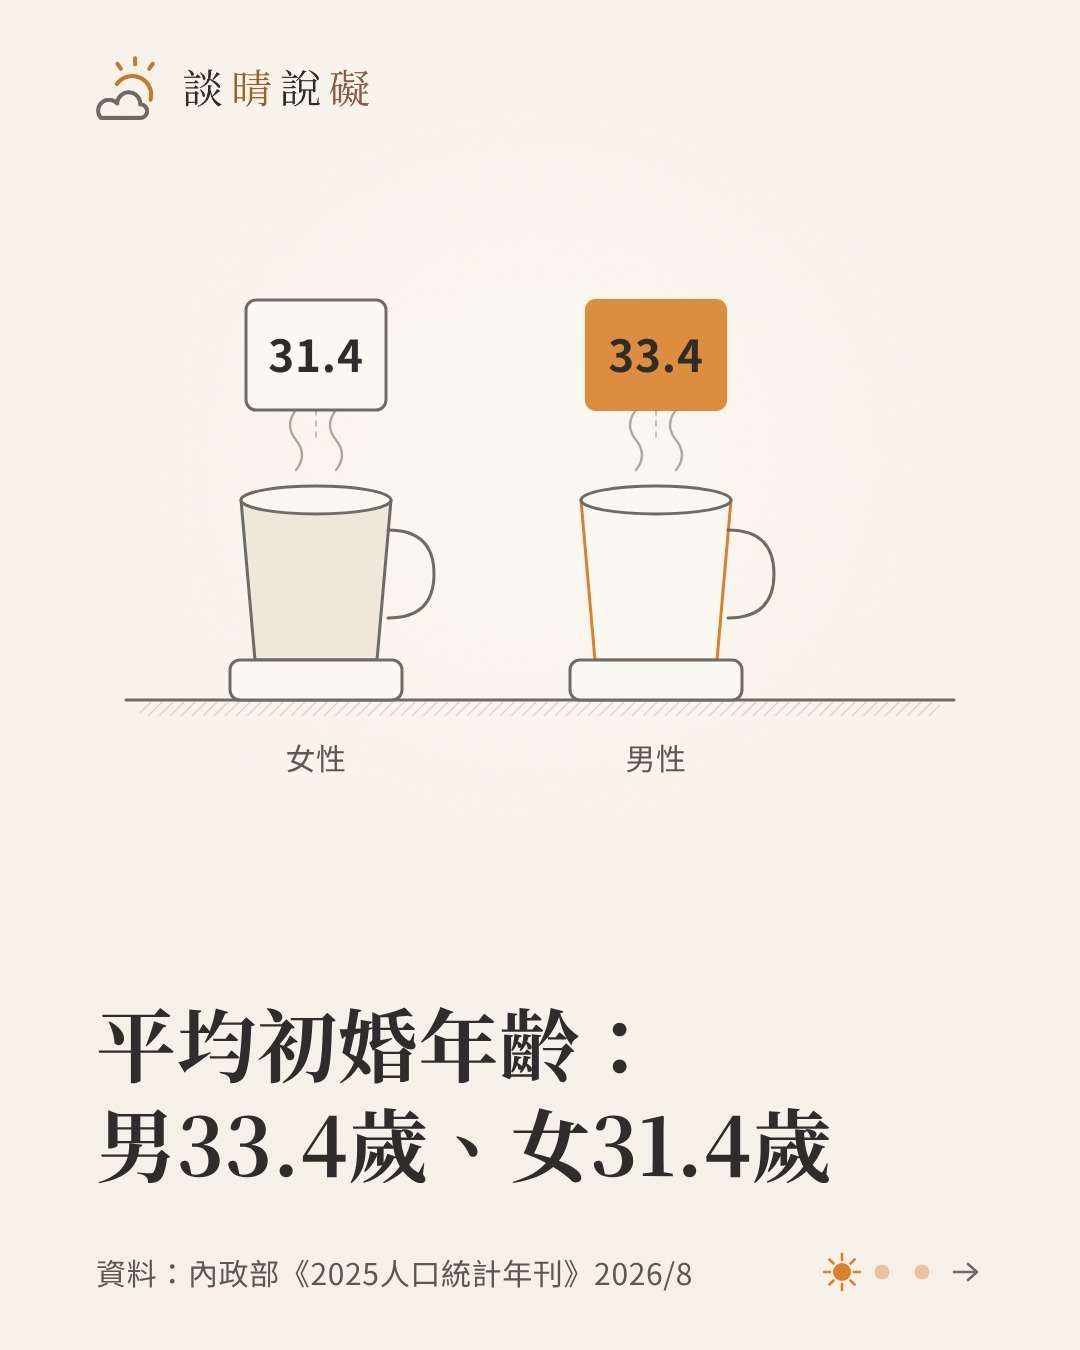 談晴說礙
31.4
33.4
女性
男性
平均初婚年齡：
男33.4歲、女31.4歲
資料：內政部《2025人口統計年刊》2026/8